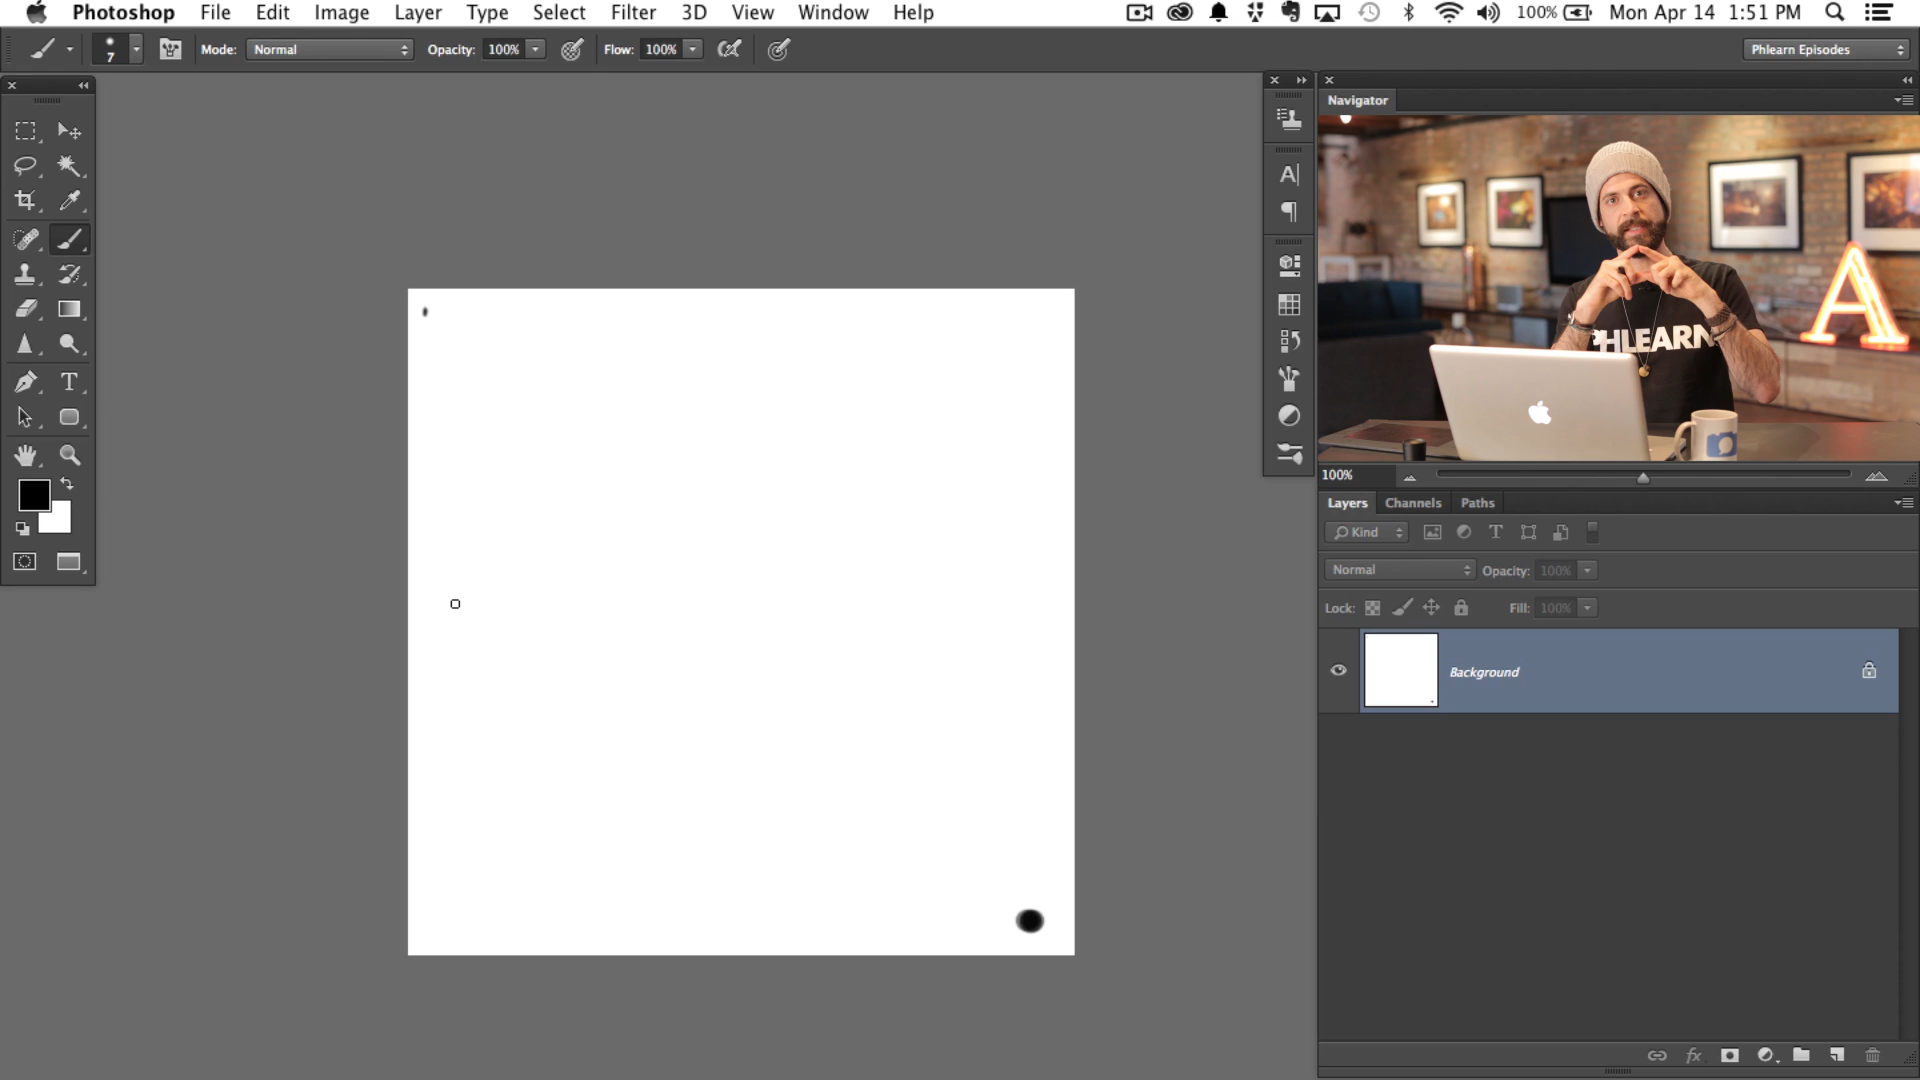 Photoshop File Edit Image Layer Type Select Filter 3D View Window Help 100% Mon Apr 14 1:51 PM
7 Mode: Normal Opacity: 100% Flow: 100% Phlearn Episodes
Navigator
A
PHLEARN
100%
Layers Channels Paths
Kind
Normal Opacity: 100%
Lock: Fill: 100%
Background